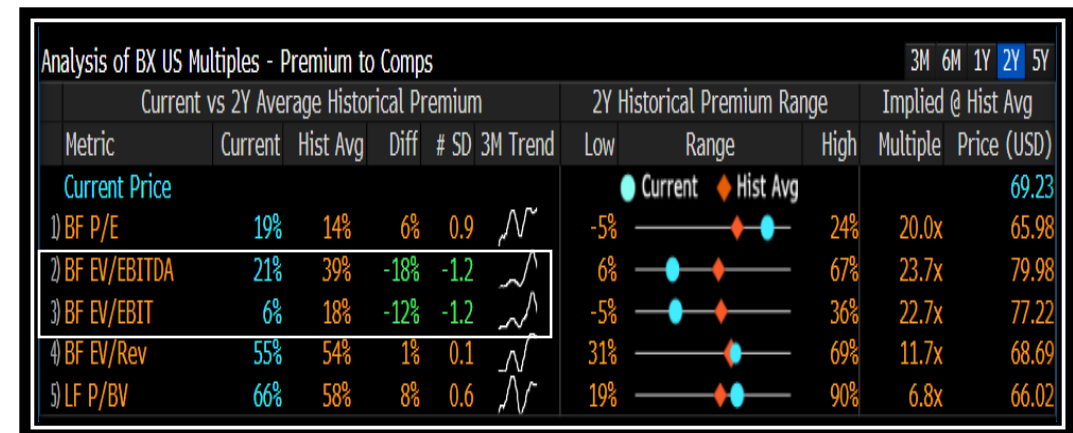 Analysis of BX US Multiples - Premium to Comps 3M 6M 1Y 2Y 5Y
Current vs 2Y Average Historical Premium 2Y Historical Premium Range Implied @ Hist Avg
Metric Current Hist Avg Diff # SD 3M Trend Low Range High Multiple Price (USD)
Current Price Current Hist Avg 69.23
1) BF P/E 19% 14% 6% 0.9 -5% 24% 20.0x 65.98
2) BF EV/EBITDA 21% 39% -18% -1.2 6% 67% 23.7x 79.98
3) BF EV/EBIT 6% 18% -12% -1.2 -5% 36% 22.7x 77.22
4) BF EV/Rev 55% 54% 1% 0.1 31% 69% 11.7x 68.69
5) LF P/BV 66% 58% 8% 0.6 19% 90% 6.8x 66.02